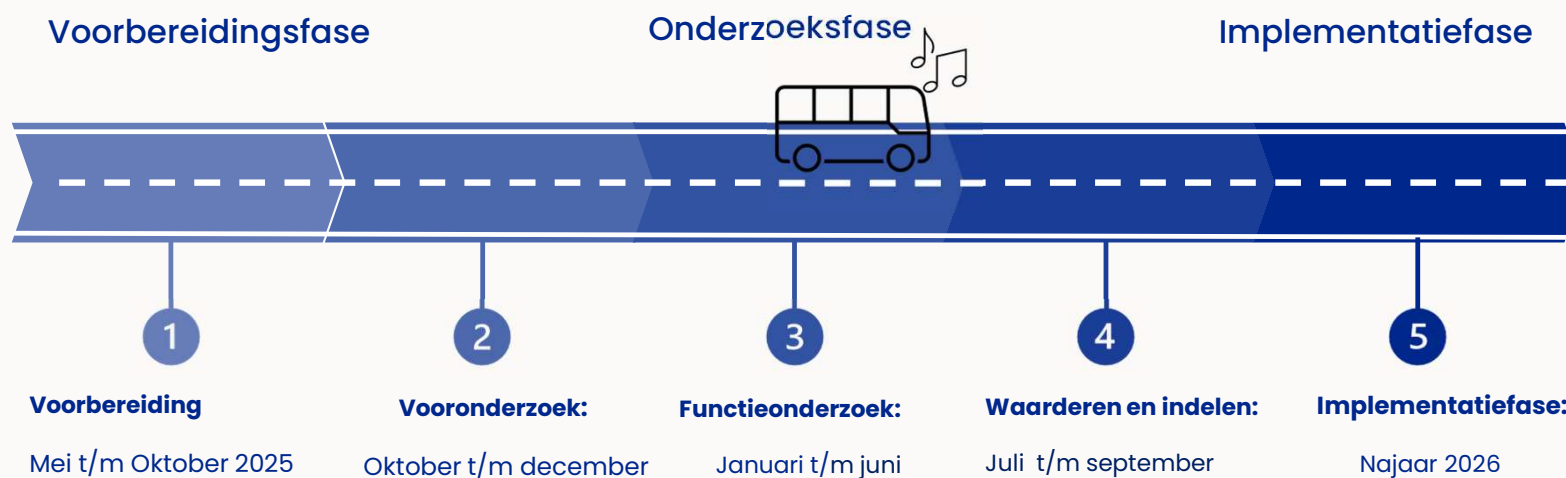 Voorbereidingsfase
Onderzoeksfase
Implementatiefase
1
2
3
4
5
Voorbereiding
Vooronderzoek:
Functieonderzoek:
Waarderen en indelen:
Implementatiefase:
Mei t/m Oktober 2025
Oktober t/m december
Januari t/m juni
Juli t/m september
Najaar 2026